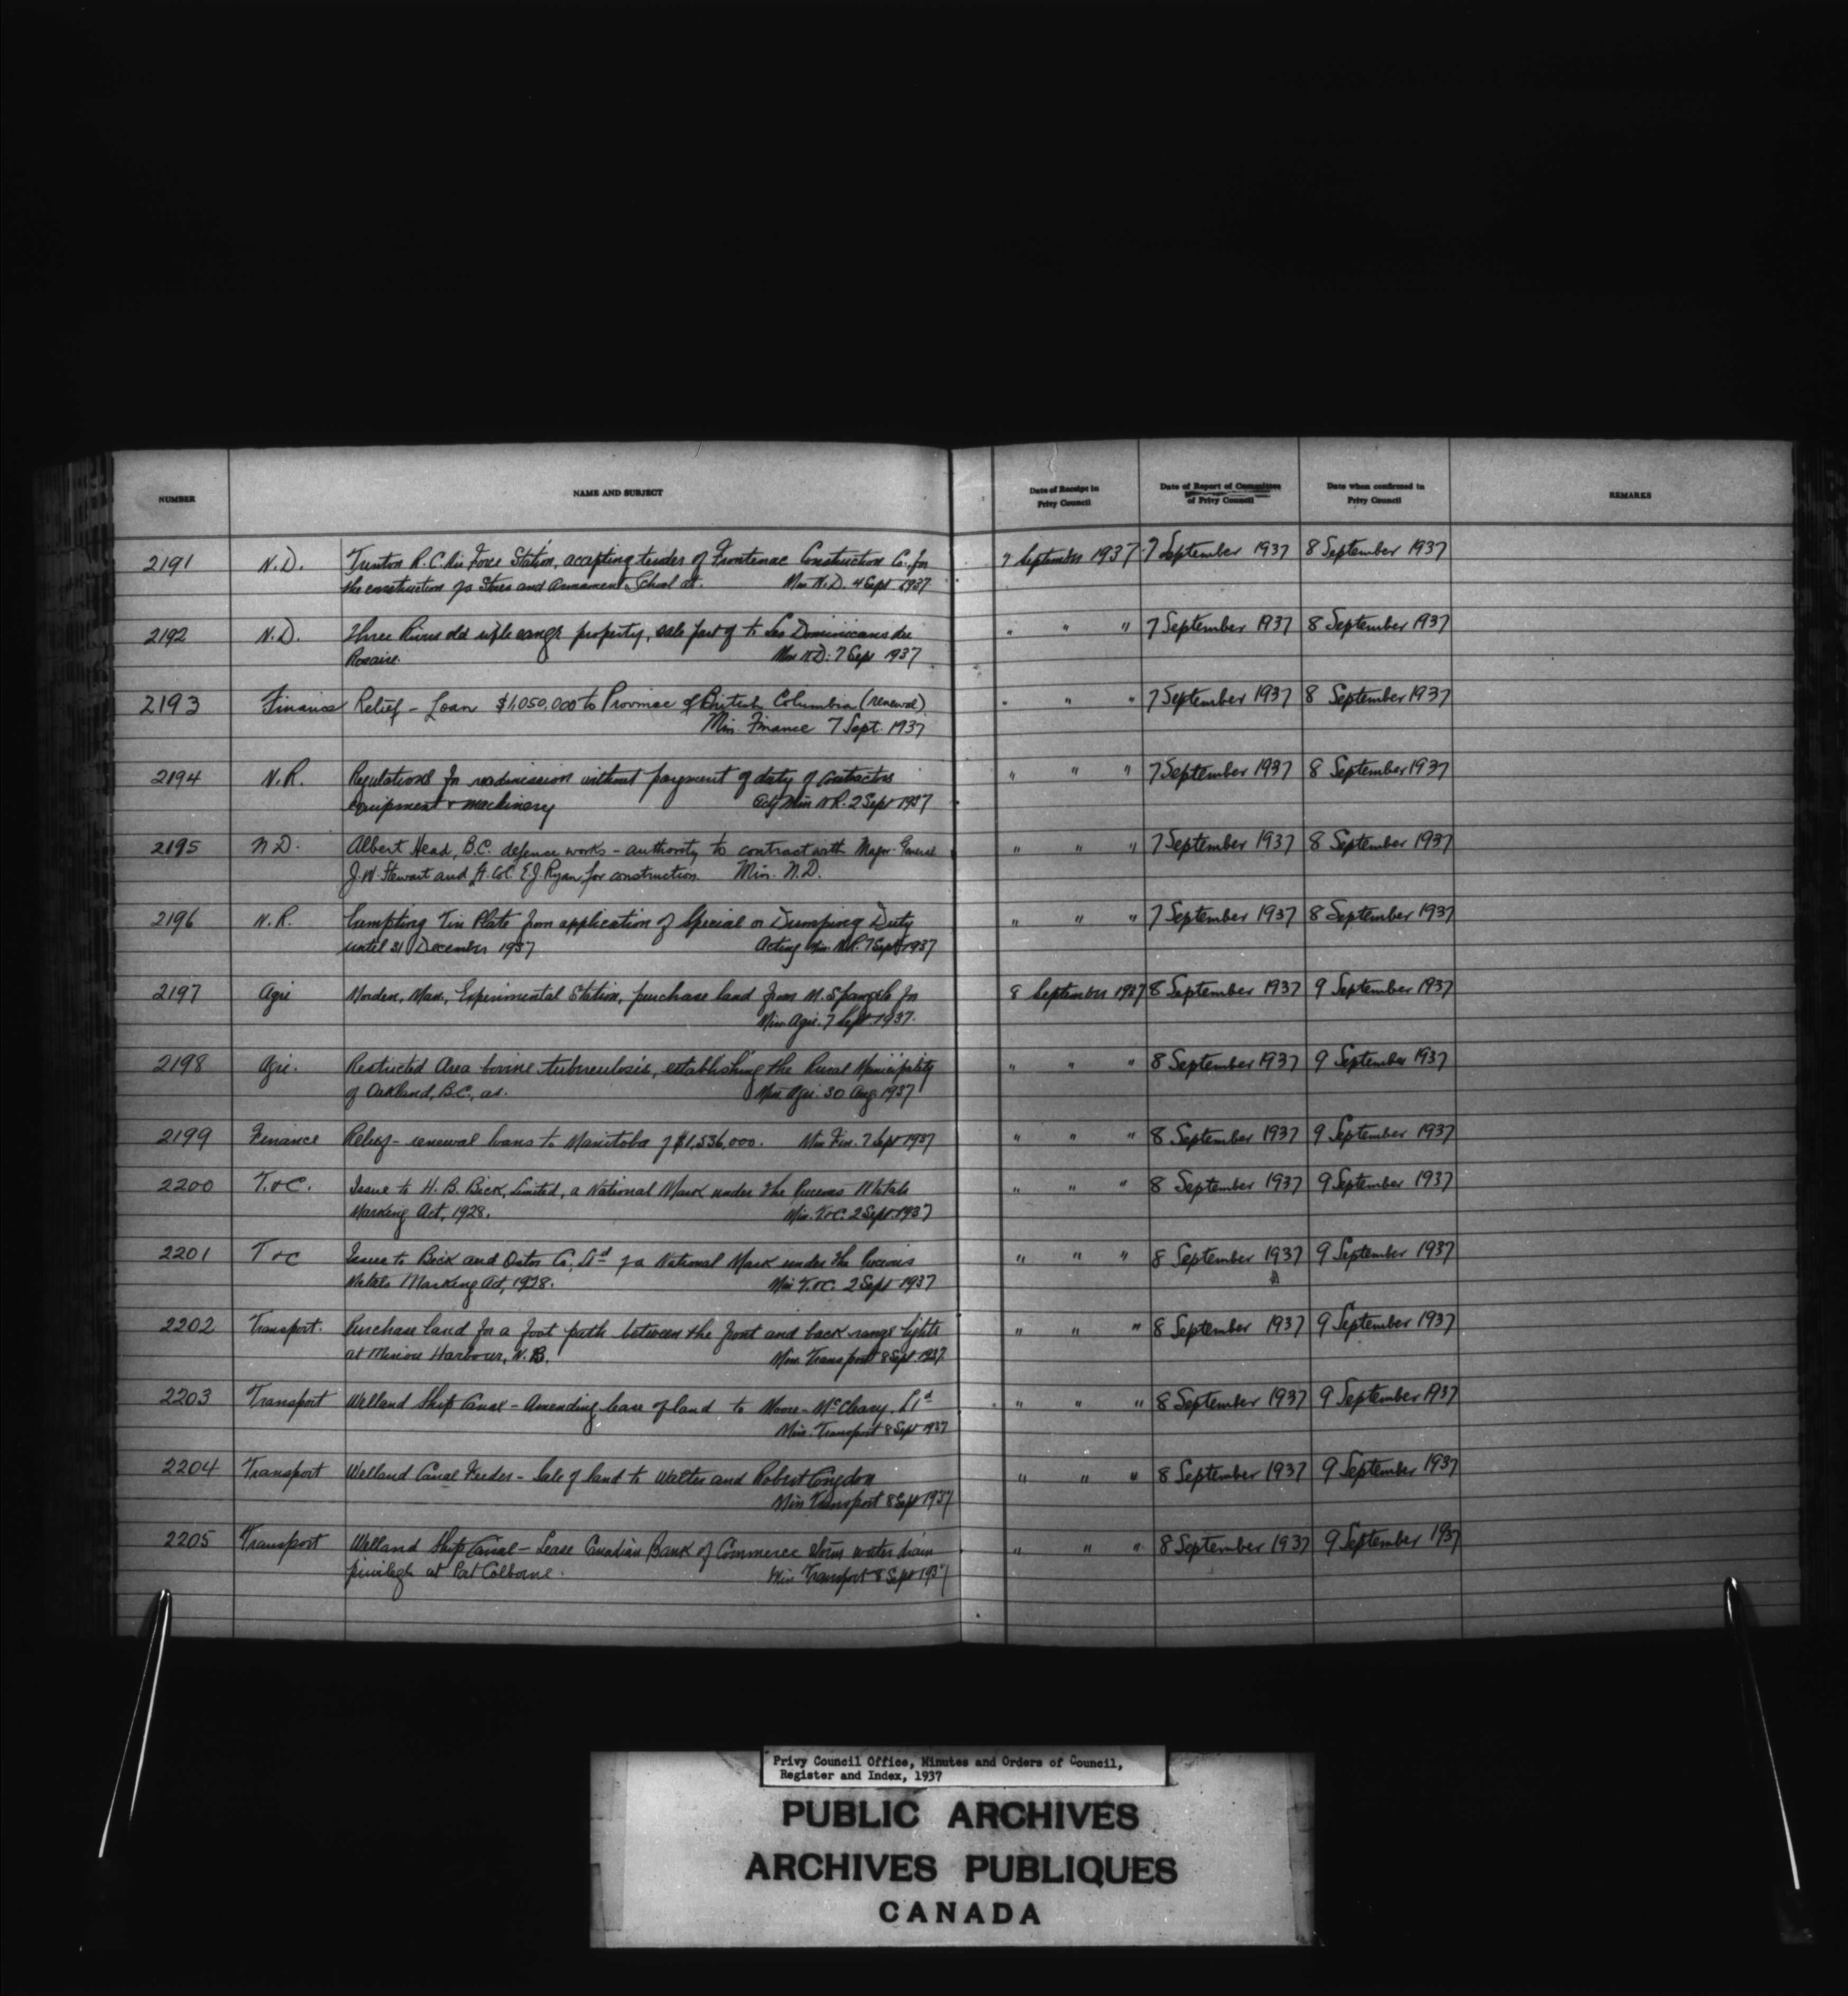 NUMBER NAME AND SUBJECT Date of Receipt in Privy Council Date of Report of Committee of Privy Council Date when confirmed in Privy Council REMARKS
2191 N.D. Trenton R.C. Air Force Station, accepting tender of Frontenac Construction Co. for 7 September 1937 7 September 1937 8 September 1937
the construction of a Stores and Armament School at. Min N.D. 4 Sept. 1937
2192 N.D. Three Rivers old rifle range property, sale part of to Les Dominicans du " " " 7 September 1937 8 September 1937
Rosaire. Min N.D. 7 Sept 1937
2193 Finance Relief - Loan $1,050,000 to Province of British Columbia (renewal) " " " 7 September 1937 8 September 1937
Min. Finance 7 Sept. 1937
2194 N.R. Regulations for readmission without payment of duty of contractors " " " 7 September 1937 8 September 1937
equipment & machinery Actg Min N.R. 2 Sept 1937
2195 N.D. Albert Head, B.C. defense works - authority to contract with Major-General " " " 7 September 1937 8 September 1937
J.W. Stewart and Lt. Col. E.J. Ryan for construction. Min. N.D.
2196 N.R. Exempting Tin Plate from application of Special or Dumping Duty " " " 7 September 1937 8 September 1937
until 31 December 1937 Acting Min. N.R. 7 Sept 1937
2197 Agri Morden, Man., Experimental Station, purchase land from M. for 8 September 1937 8 September 1937 9 September 1937
Min. Agri. 7 Sept. 1937.
2198 Agri. Restricted Area bovine tuberculosis, establishing the Rural Municipality " " " 8 September 1937 9 September 1937
of Oakland, B.C., as. Min Agri. 30 Aug. 1937
2199 Finance Relief - renewal loans to Manitoba of $1,536,000. Min Fin. 7 Sept 1937 " " " 8 September 1937 9 September 1937
2200 T.&C. Issue to H.B. Bick, Limited, a National Mark under the Precious Metals " " " 8 September 1937 9 September 1937
Marking Act, 1928. Min. T&C. 2 Sept. 1937
2201 T&C Issue to Bick and Co. Ltd of a National Mark under the Precious " " " 8 September 1937 9 September 1937
Metals Marking Act, 1928. Min T.&C. 2 Sept 1937
2202 Transport. Purchase land for a foot path between the front and back range lights " " " 8 September 1937 9 September 1937
at Harbour, N.B. Min. Transport 8 Sept. 1937.
2203 Transport Welland Ship Canal - Amending lease of land to Moore-McCleary Ltd " " " 8 September 1937 9 September 1937
Min. Transport 8 Sept 1937
2204 Transport Welland Canal Feeder - Sale of land to Walter and Robert Congdon " " " 8 September 1937 9 September 1937
Min Transport 8 Sept 1937
2205 Transport Welland Ship Canal - Lease Canadian Bank of Commerce storm water drain " " " 8 September 1937 9 September 1937
privilege at Port Colborne. Min Transport 8 Sept 1937
Privy Council Office, Minutes and Orders of Council,
Register and Index, 1937
PUBLIC ARCHIVES
ARCHIVES PUBLIQUES
CANADA